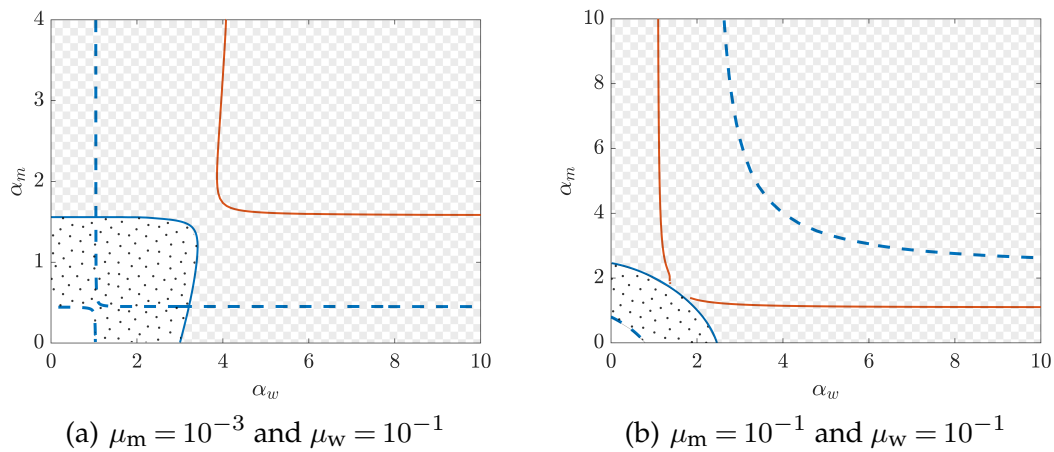 4
3
2
1
0
α_m
0 2 4 6 8 10
α_w
(a) μ_m = 10^{-3} and μ_w = 10^{-1}
10
8
6
4
2
0
α_m
0 2 4 6 8 10
α_w
(b) μ_m = 10^{-1} and μ_w = 10^{-1}